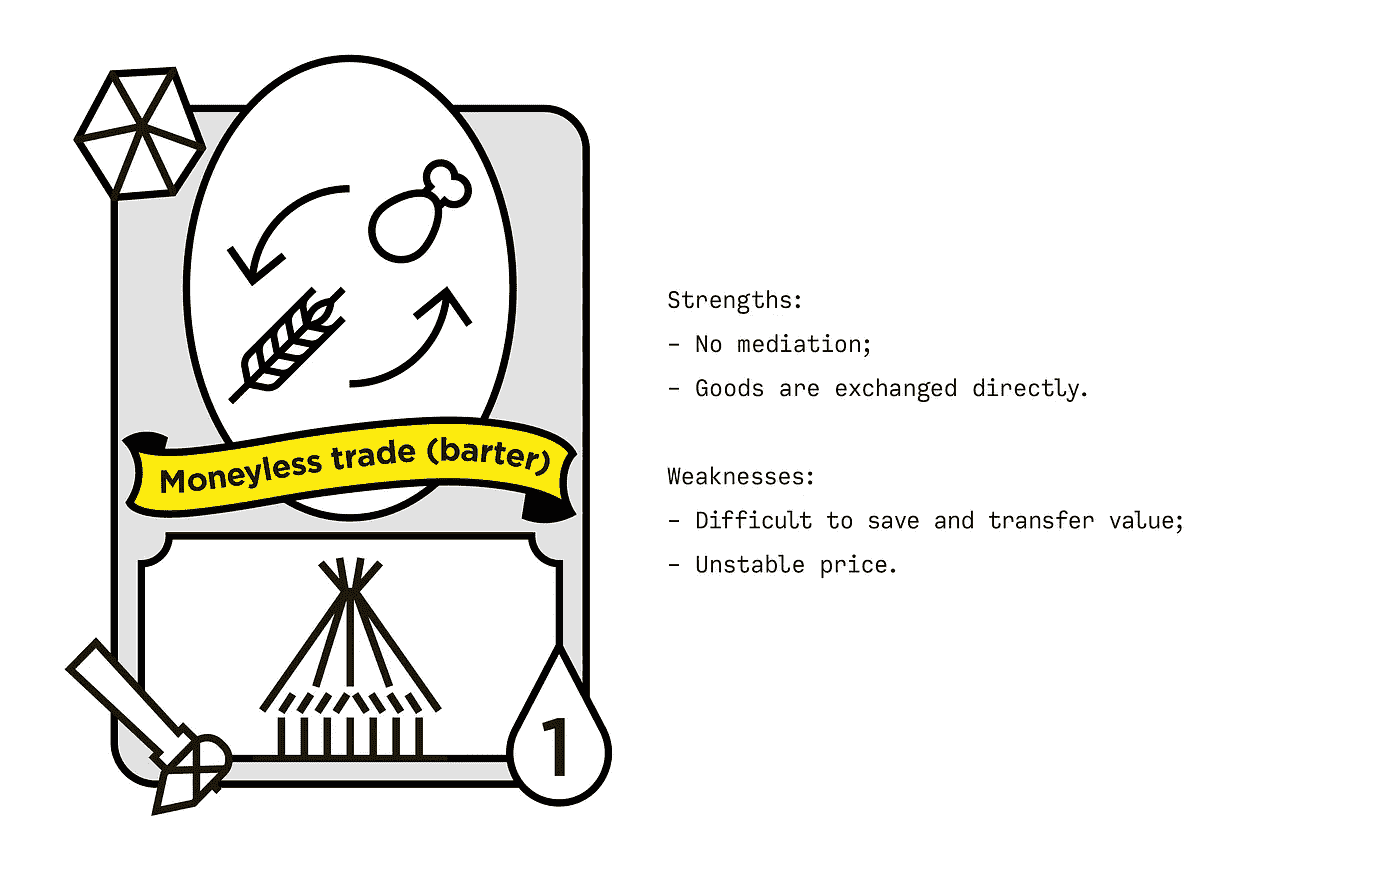 Moneyless trade (barter)
1
Strengths:
- No mediation;
- Goods are exchanged directly.
Weaknesses:
- Difficult to save and transfer value;
- Unstable price.